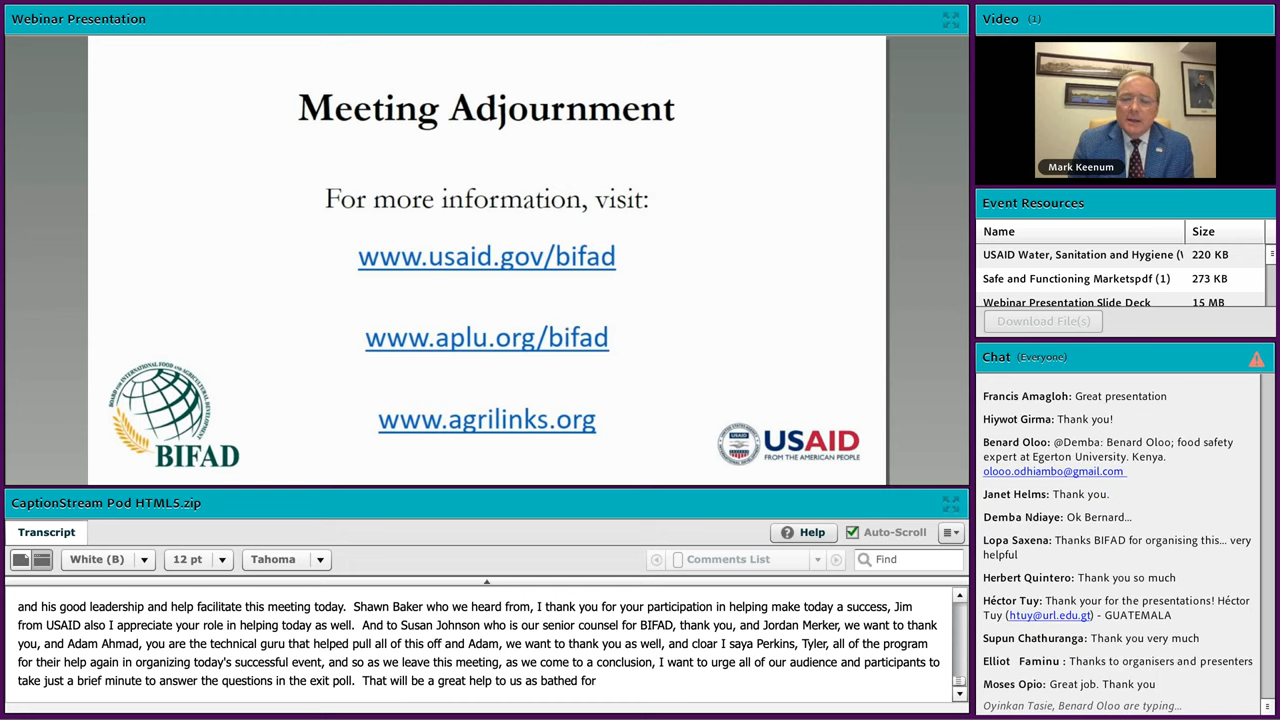 Webinar Presentation
Meeting Adjournment
For more information, visit:
www.usaid.gov/bifad
www.aplu.org/bifad
www.agrilinks.org
BOARD FOR INTERNATIONAL FOOD AND AGRICULTURAL DEVELOPMENT
BIFAD
USAID
FROM THE AMERICAN PEOPLE
CaptionStream Pod HTML5.zip
Transcript
Help
Auto-Scroll
White (B)
12 pt
Tahoma
Comments List
Find
and his good leadership and help facilitate this meeting today.  Shawn Baker who we heard from, I thank you for your participation in helping make today a success, Jim
from USAID also I appreciate your role in helping today as well.  And to Susan Johnson who is our senior counsel for BIFAD, thank you, and Jordan Merker, we want to thank
you, and Adam Ahmad, you are the technical guru that helped pull all of this off and Adam, we want to thank you as well, and cloar I saya Perkins, Tyler, all of the program
for their help again in organizing today's successful event, and so as we leave this meeting, as we come to a conclusion, I want to urge all of our audience and participants to
take just a brief minute to answer the questions in the exit poll.  That will be a great help to us as bathed for
Video (1)
Mark Keenum
Event Resources
Name Size
USAID Water, Sanitation and Hygiene (\ 220 KB
Safe and Functioning Marketspdf (1) 273 KB
Webinar Presentation Slide Deck 15 MB
Download File(s)
Chat (Everyone)
Francis Amagloh: Great presentation
Hiywot Girma: Thank you!
Benard Oloo: @Demba: Benard Oloo; food safety
expert at Egerton University. Kenya.
olooo.odhiambo@gmail.com
Janet Helms: Thank you.
Demba Ndiaye: Ok Bernard...
Lopa Saxena: Thanks BIFAD for organising this... very
helpful
Herbert Quintero: Thank you so much
Héctor Tuy: Thank your for the presentations! Héctor
Tuy (htuy@url.edu.gt) - GUATEMALA
Supun Chathuranga: Thank you very much
Elliot Faminu : Thanks to organisers and presenters
Moses Opio: Great job. Thank you
Oyinkan Tasie, Benard Oloo are typing...